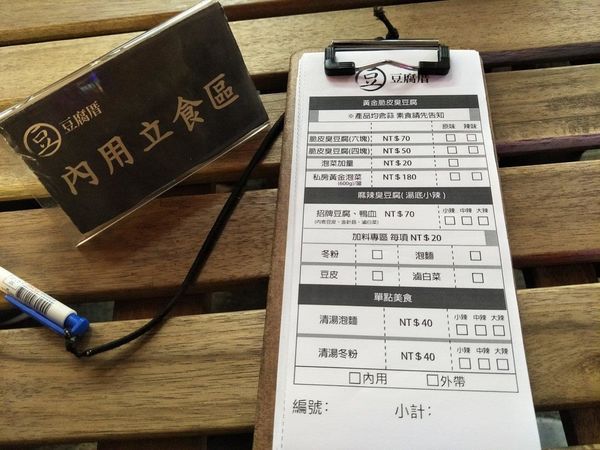 豆 豆腐厝
內用立食區
豆 豆腐厝
黃金脆皮臭豆腐
※產品均含蒜 素食請先告知
原味 辣味
脆皮臭豆腐(六塊) NT$70
脆皮臭豆腐(四塊) NT$50
泡菜加量 NT$20
私房黃金泡菜 NT$180
(600g)/罐
麻辣臭豆腐(湯底小辣)
招牌豆腐、鴨血 NT$70 小辣 中辣 大辣
加料專區 每項 NT$20
冬粉 泡麵
豆皮 滷白菜
單點美食
小辣 中辣 大辣
清湯泡麵 NT$40
小辣 中辣 大辣
清湯冬粉 NT$40
內用 外帶
編號: 小計: